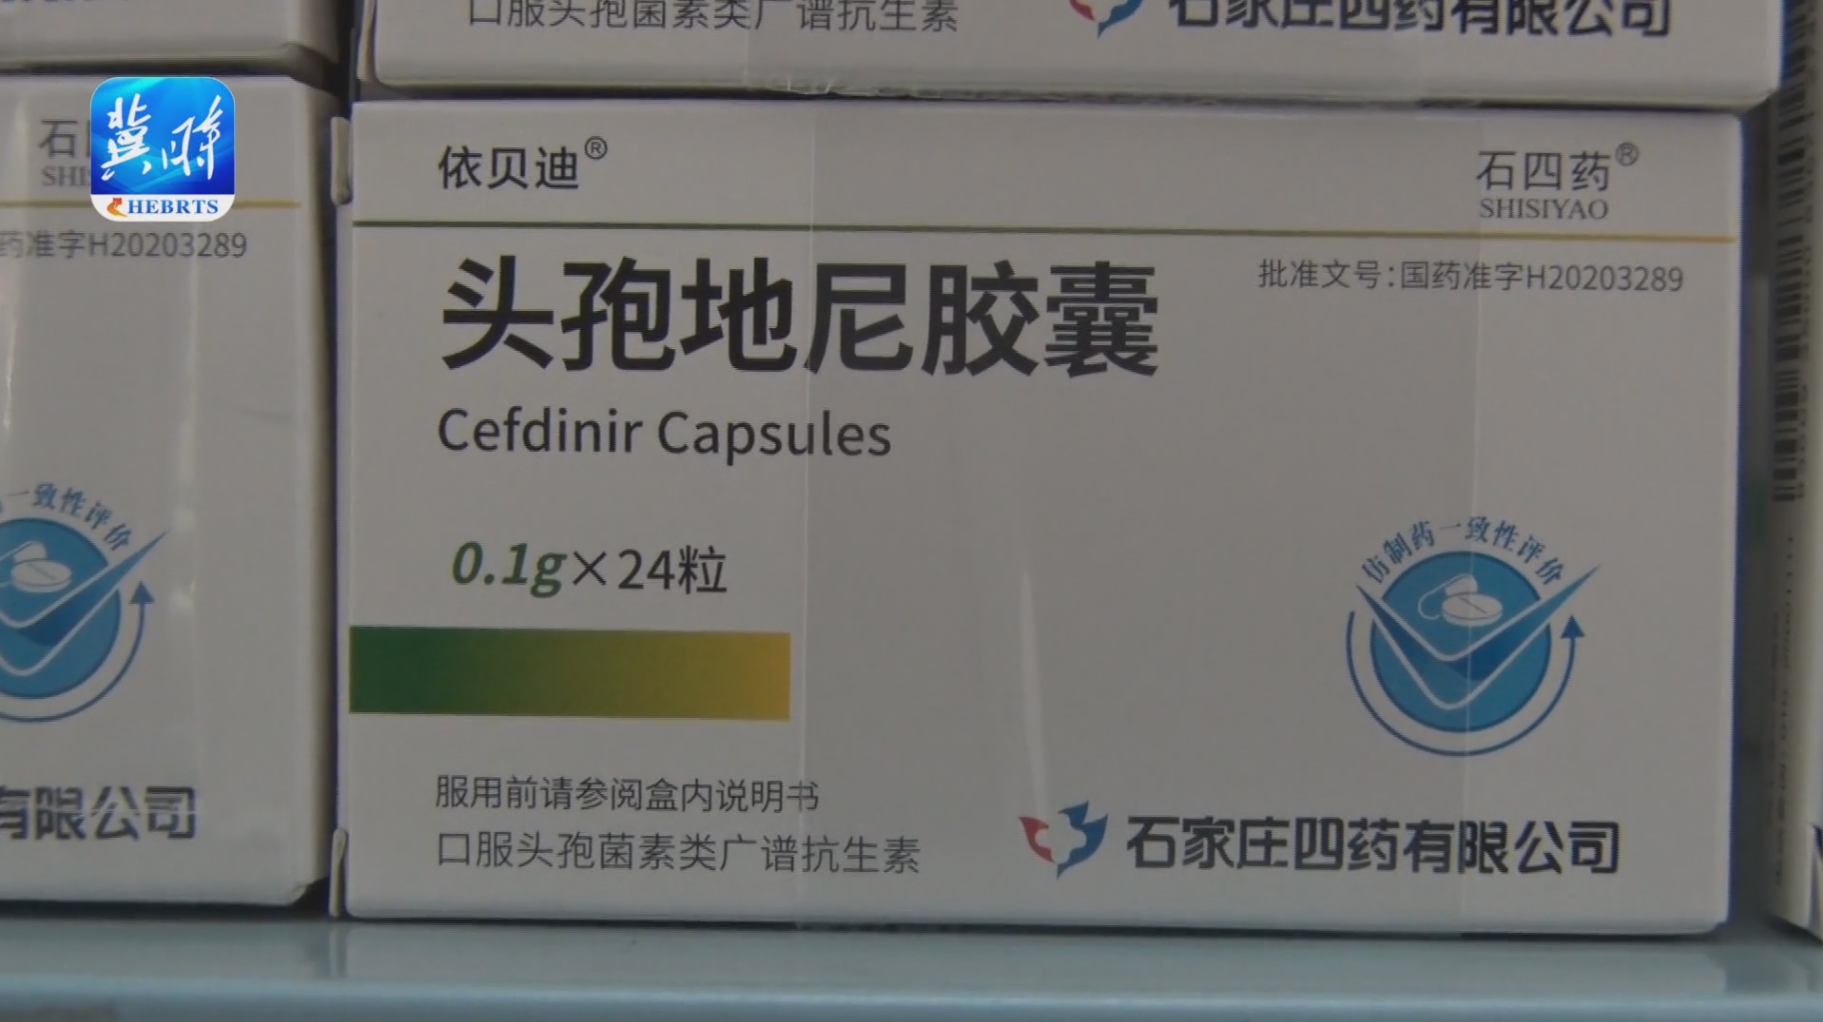 口服头孢菌素类广谱抗生素
石家庄四药有限公司
冀时
HEBRTS
石
SHI
药准字H20203289
一致性评价
有限公司
依贝迪®
石四药®
SHISIYAO
头孢地尼胶囊
批准文号:国药准字H20203289
Cefdinir Capsules
0.1g×24粒
仿制药一致性评价
服用前请参阅盒内说明书
口服头孢菌素类广谱抗生素
石家庄四药有限公司